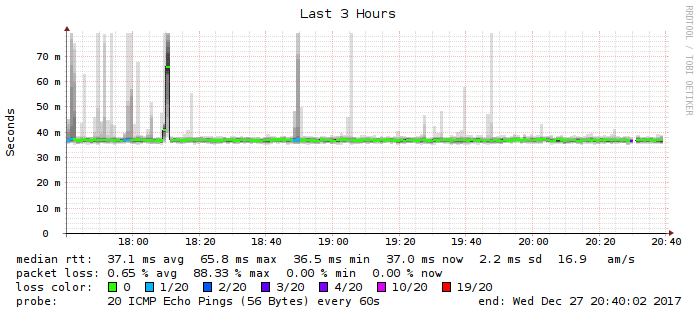 Last 3 Hours
RRDTOOL / TOBI OETIKER
Seconds
70 m
60 m
50 m
40 m
30 m
20 m
10 m
0
18:00 18:20 18:40 19:00 19:20 19:40 20:00 20:20 20:40
median rtt: 37.1 ms avg 65.8 ms max 36.5 ms min 37.0 ms now 2.2 ms sd 16.9 am/s
packet loss: 0.65 % avg 88.33 % max 0.00 % min 0.00 % now
loss color: 0 1/20 2/20 3/20 4/20 10/20 19/20
probe: 20 ICMP Echo Pings (56 Bytes) every 60s end: Wed Dec 27 20:40:02 2017